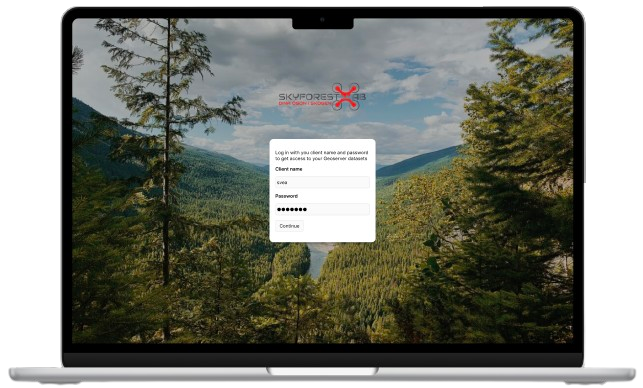 SKYFOREST AB
Log in with you client name and password
to get access to your Geoserver datasets
Client name
svea
Password
Continue